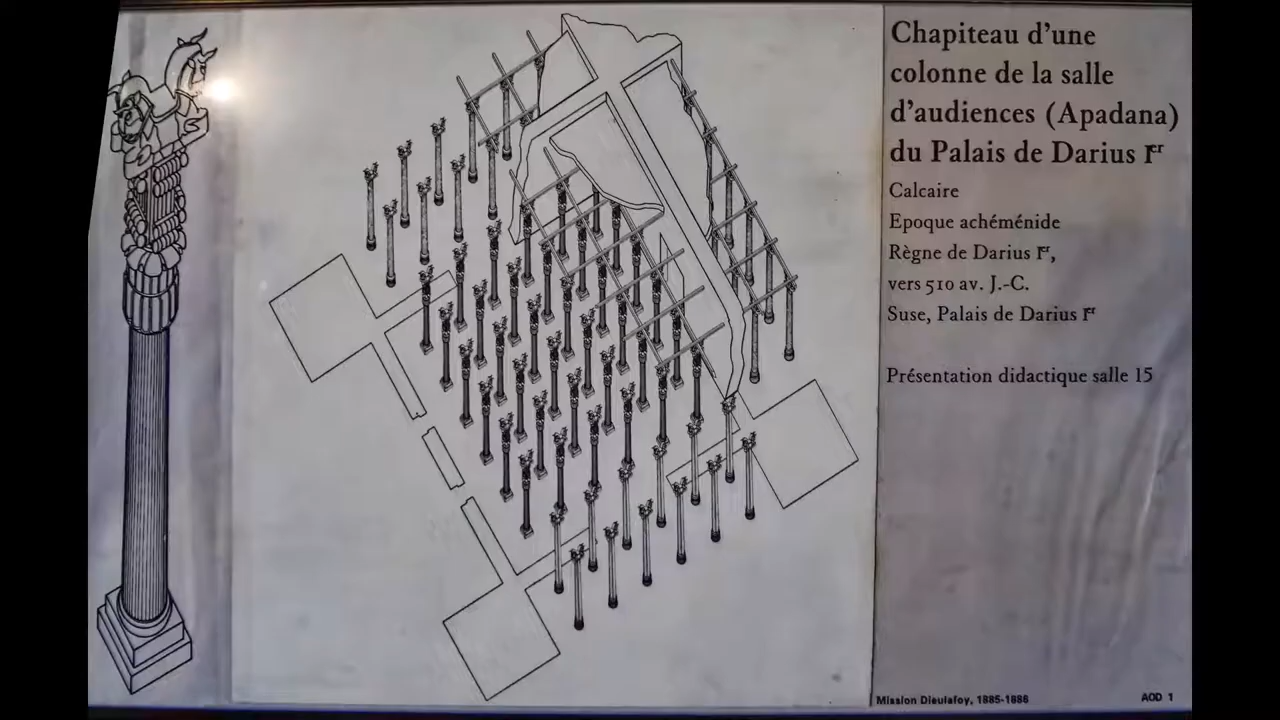 Chapiteau d'une
colonne de la salle
d'audiences (Apadana)
du Palais de Darius Ier
Calcaire
Epoque achéménide
Règne de Darius Ier,
vers 510 av. J.-C.
Suse, Palais de Darius Ier
Présentation didactique salle 15
Mission Dieulafoy, 1885-1886
AOD 1